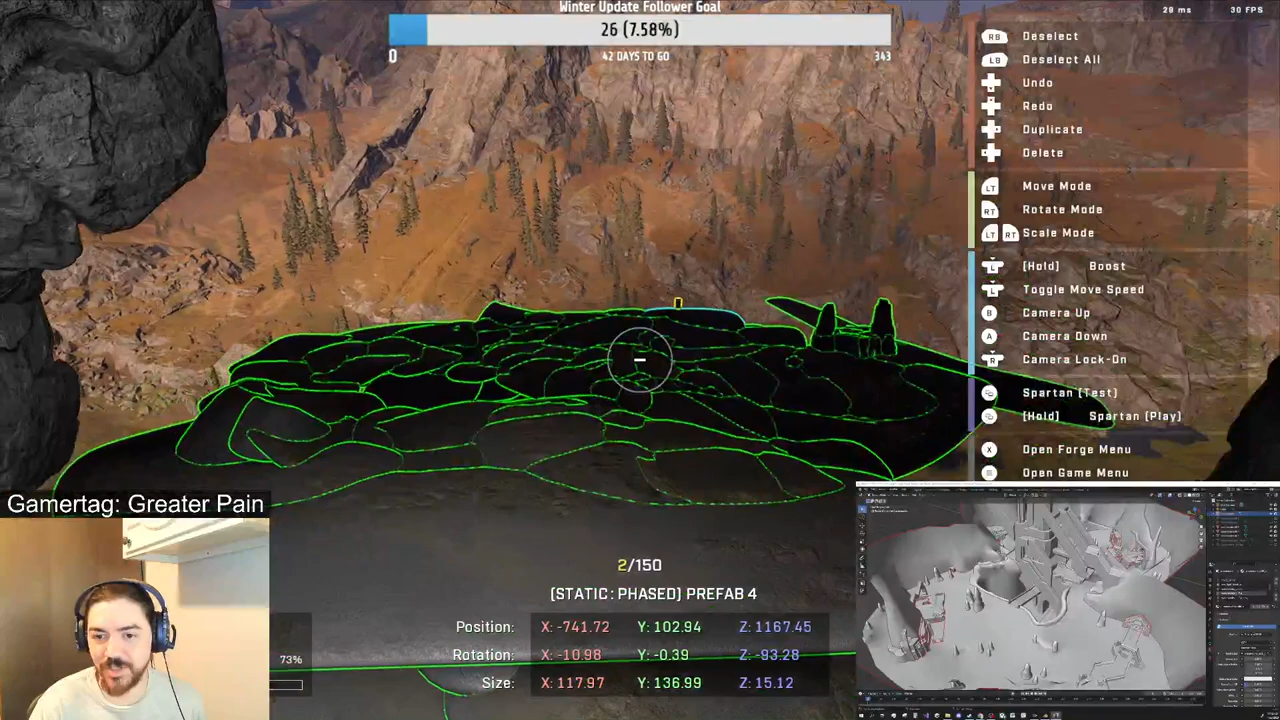 Winter Update Follower Goal
26 (7.58%)
0
42 DAYS TO GO
343
29 ms
30 FPS
RB Deselect
LB Deselect All
Undo
Redo
Duplicate
Delete
LT Move Mode
RT Rotate Mode
LT RT Scale Mode
L [Hold] Boost
L Toggle Move Speed
B Camera Up
A Camera Down
R Camera Lock-On
Spartan (Test)
[Hold] Spartan (Play)
X Open Forge Menu
Open Game Menu
Gamertag: Greater Pain
2/150
[STATIC:PHASED] PREFAB 4
Position: X: -741.72 Y: 102.94 Z: 1167.45
Rotation: X: -10.98 Y: -0.39 Z: -93.28
Size: X: 117.97 Y: 136.99 Z: 15.12
73%